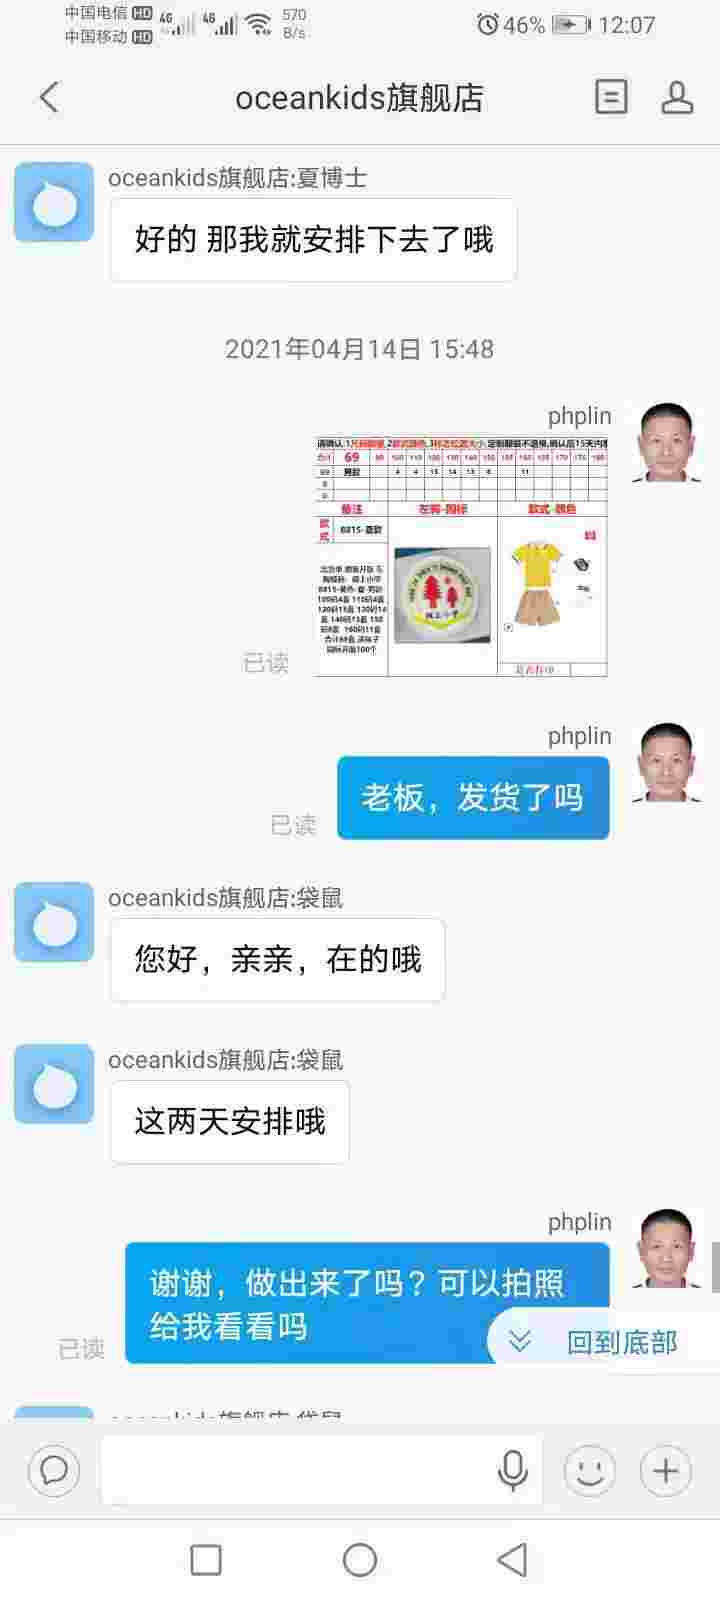 中国电信 HD 4G 4G 570 B/s 46% 12:07
中国移动 HD
oceankids旗舰店
oceankids旗舰店:夏博士
好的 那我就安排下去了哦
2021年04月14日 15:48
phplin
合计 69
男款
备注
左胸-国标
款式-颜色
款式
0815-夏款
已读
phplin
老板，发货了吗
已读
oceankids旗舰店:袋鼠
您好，亲亲，在的哦
oceankids旗舰店:袋鼠
这两天安排哦
phplin
谢谢，做出来了吗？可以拍照
给我看看吗
已读
回到底部